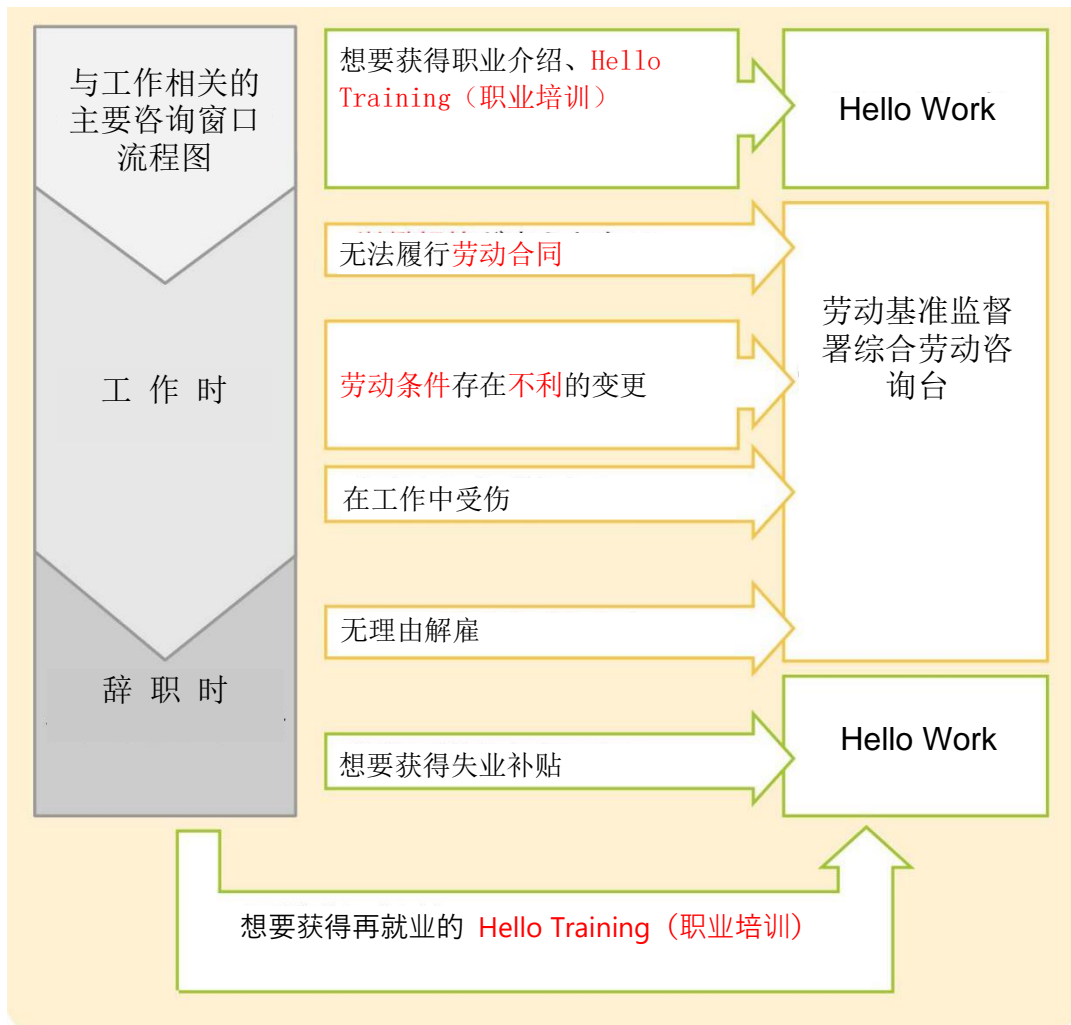 与工作相关的
主要咨询窗口
流程图
想要获得职业介绍、Hello
Training（职业培训）
Hello Work
无法履行劳动合同
工 作 时
劳动条件存在不利的变更
劳动基准监督
署综合劳动咨
询台
在工作中受伤
无理由解雇
辞 职 时
想要获得失业补贴
Hello Work
想要获得再就业的 Hello Training（职业培训）